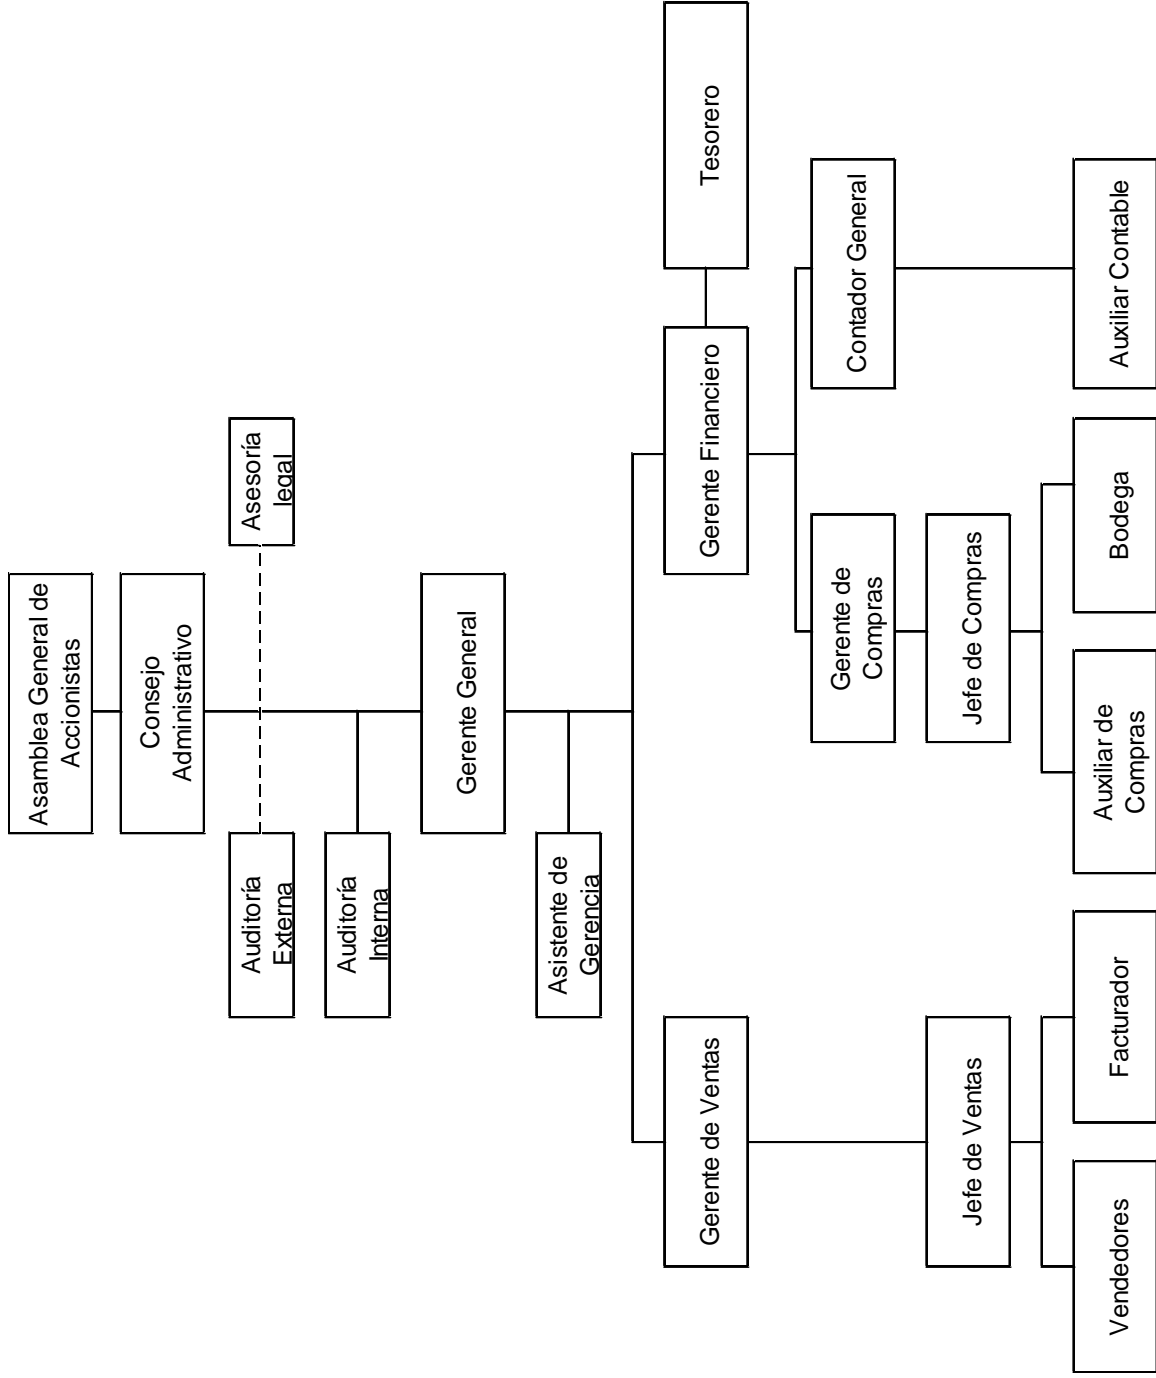 Asamblea General de
Accionistas
Consejo
Administrativo
Auditoría
Externa
Asesoría
legal
Auditoría
Interna
Gerente General
Asistente de
Gerencia
Gerente de Ventas
Gerente Financiero
Tesorero
Gerente de
Compras
Contador General
Jefe de Ventas
Jefe de Compras
Vendedores
Facturador
Auxiliar de
Compras
Bodega
Auxiliar Contable